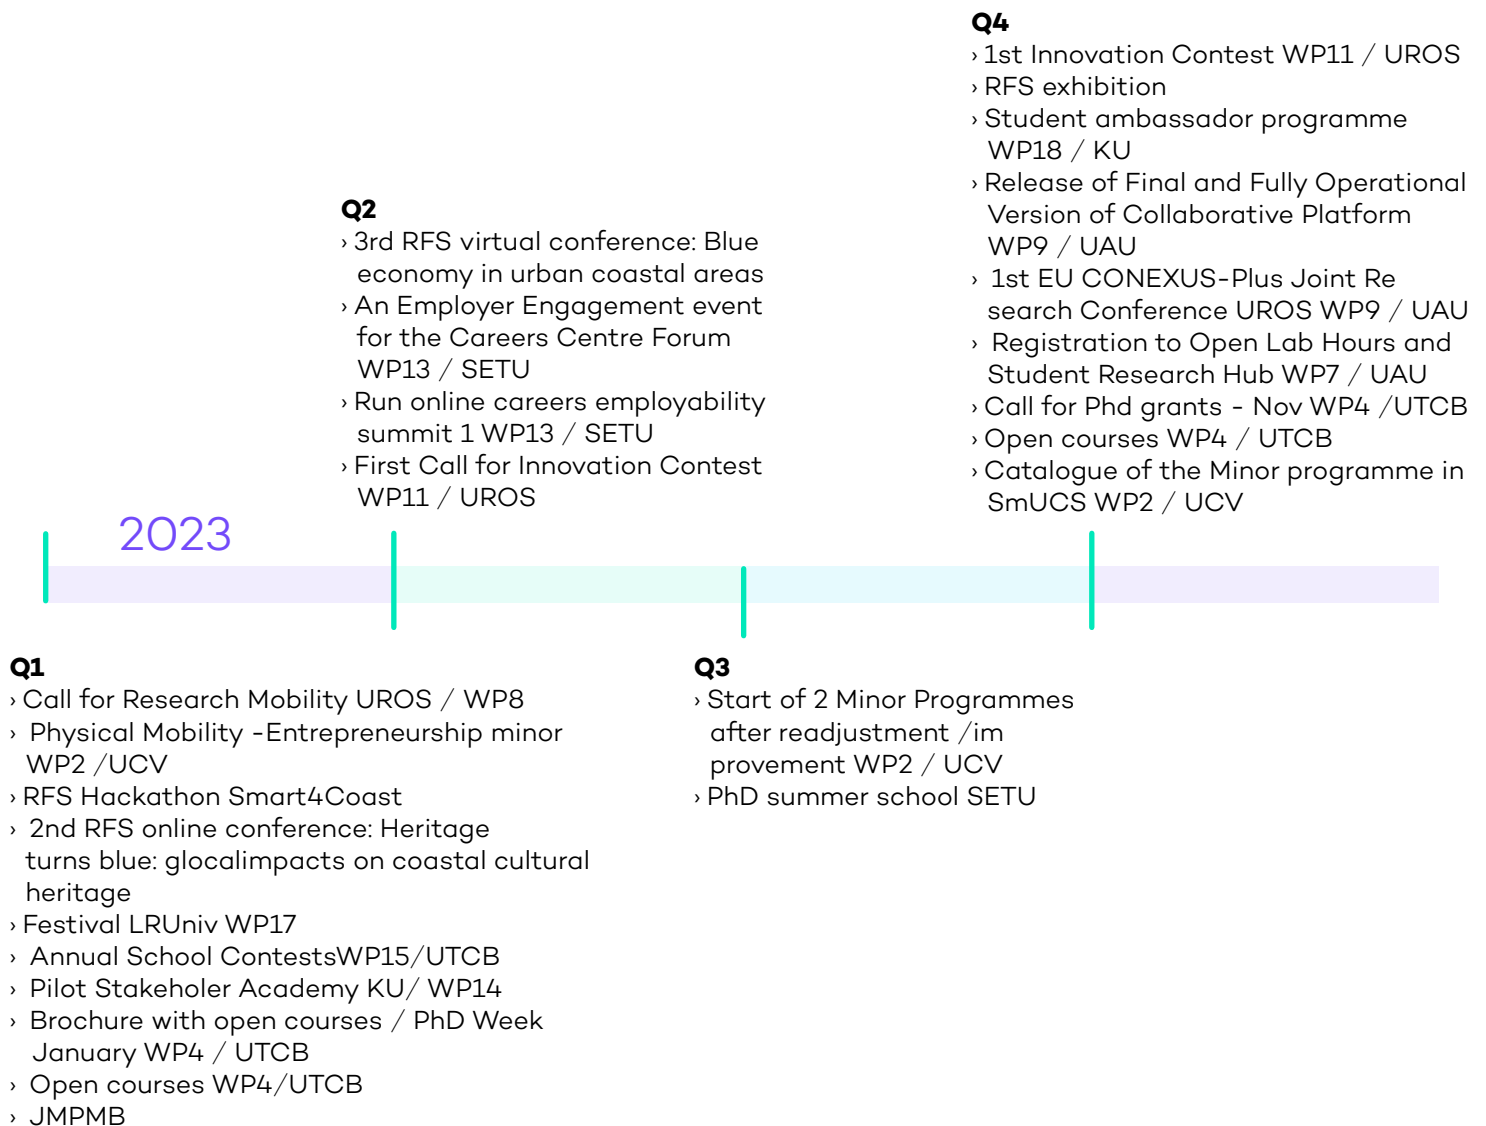 Q4
› 1st Innovation Contest WP11 / UROS
› RFS exhibition
› Student ambassador programme
WP18 / KU
› Release of Final and Fully Operational
Version of Collaborative Platform
WP9 / UAU
› 1st EU CONEXUS-Plus Joint Re
search Conference UROS WP9 / UAU
› Registration to Open Lab Hours and
Student Research Hub WP7 / UAU
› Call for Phd grants - Nov WP4 /UTCB
› Open courses WP4 / UTCB
› Catalogue of the Minor programme in
SmUCS WP2 / UCV
Q2
› 3rd RFS virtual conference: Blue
economy in urban coastal areas
› An Employer Engagement event
for the Careers Centre Forum
WP13 / SETU
› Run online careers employability
summit 1 WP13 / SETU
› First Call for Innovation Contest
WP11 / UROS
2023
Q1
› Call for Research Mobility UROS / WP8
› Physical Mobility -Entrepreneurship minor
WP2 /UCV
› RFS Hackathon Smart4Coast
› 2nd RFS online conference: Heritage
turns blue: glocalimpacts on coastal cultural
heritage
› Festival LRUniv WP17
› Annual School ContestsWP15/UTCB
› Pilot Stakeholer Academy KU/ WP14
› Brochure with open courses / PhD Week
January WP4 / UTCB
› Open courses WP4/UTCB
› JMPMB
Q3
› Start of 2 Minor Programmes
after readjustment /im
provement WP2 / UCV
› PhD summer school SETU